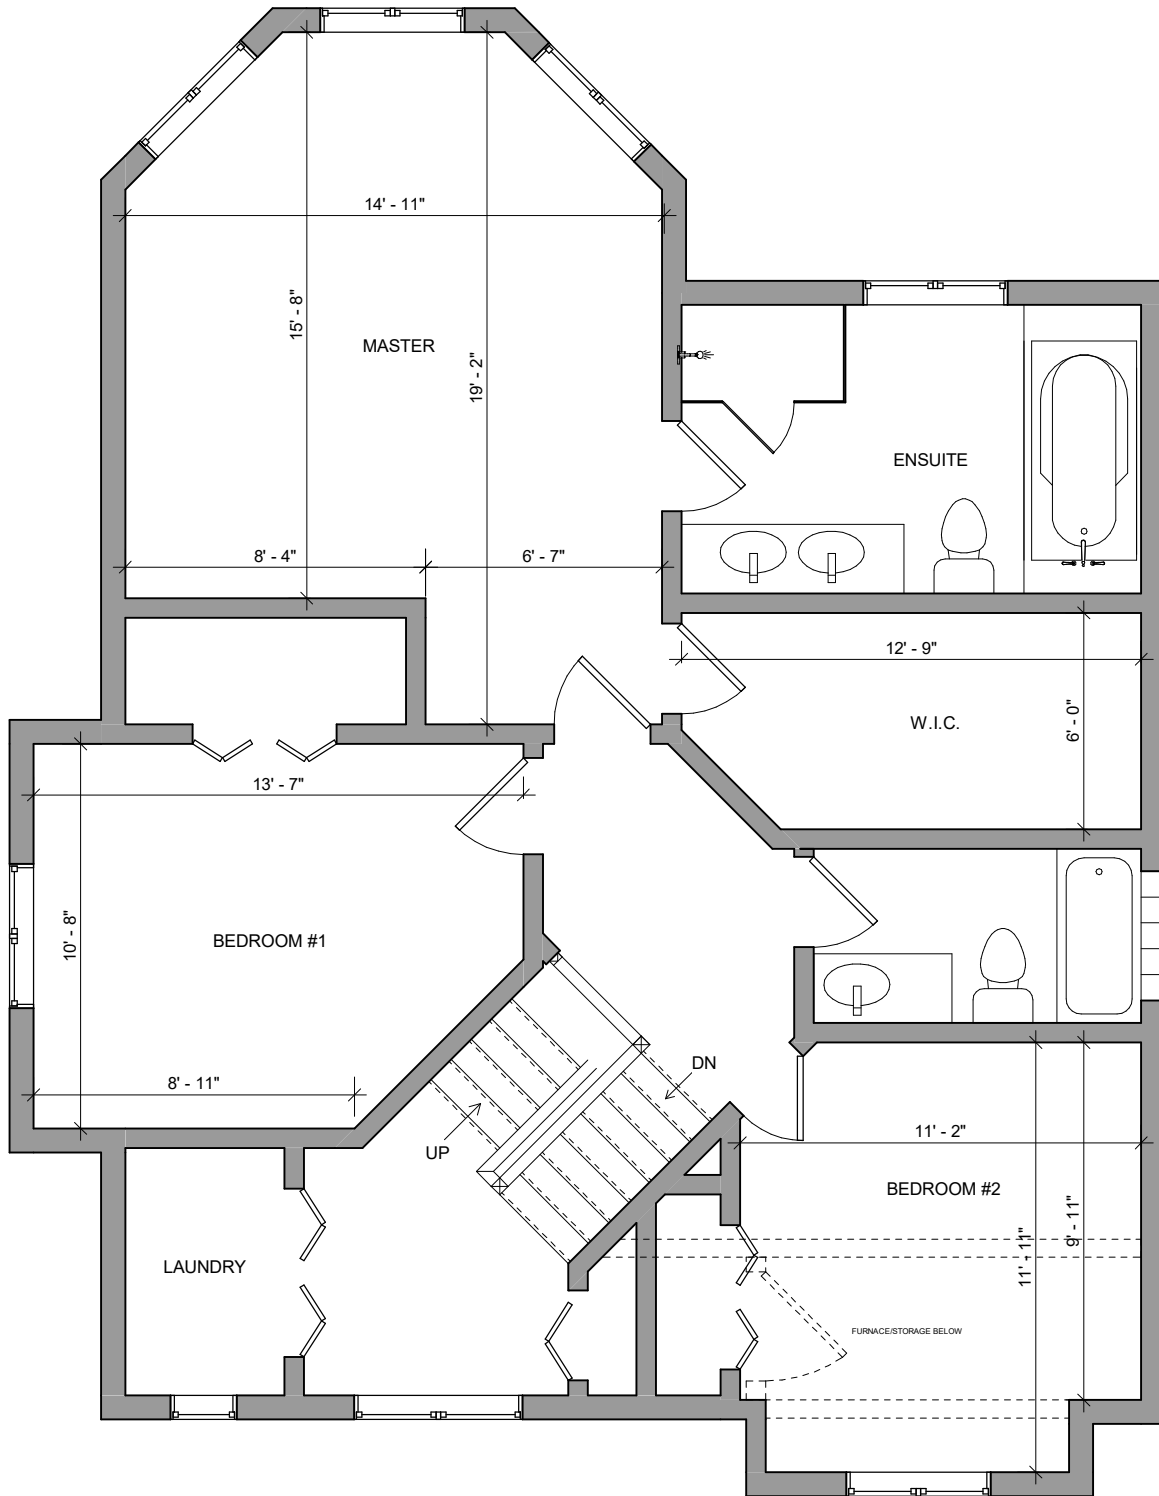 14' - 11"
15' - 8"
MASTER
19' - 2"
ENSUITE
8' - 4"
6' - 7"
12' - 9"
W.I.C.
6' - 0"
13' - 7"
10' - 8"
BEDROOM #1
8' - 11"
DN
UP
11' - 2"
BEDROOM #2
9' - 11"
11' - 11"
LAUNDRY
FURNACE/STORAGE BELOW